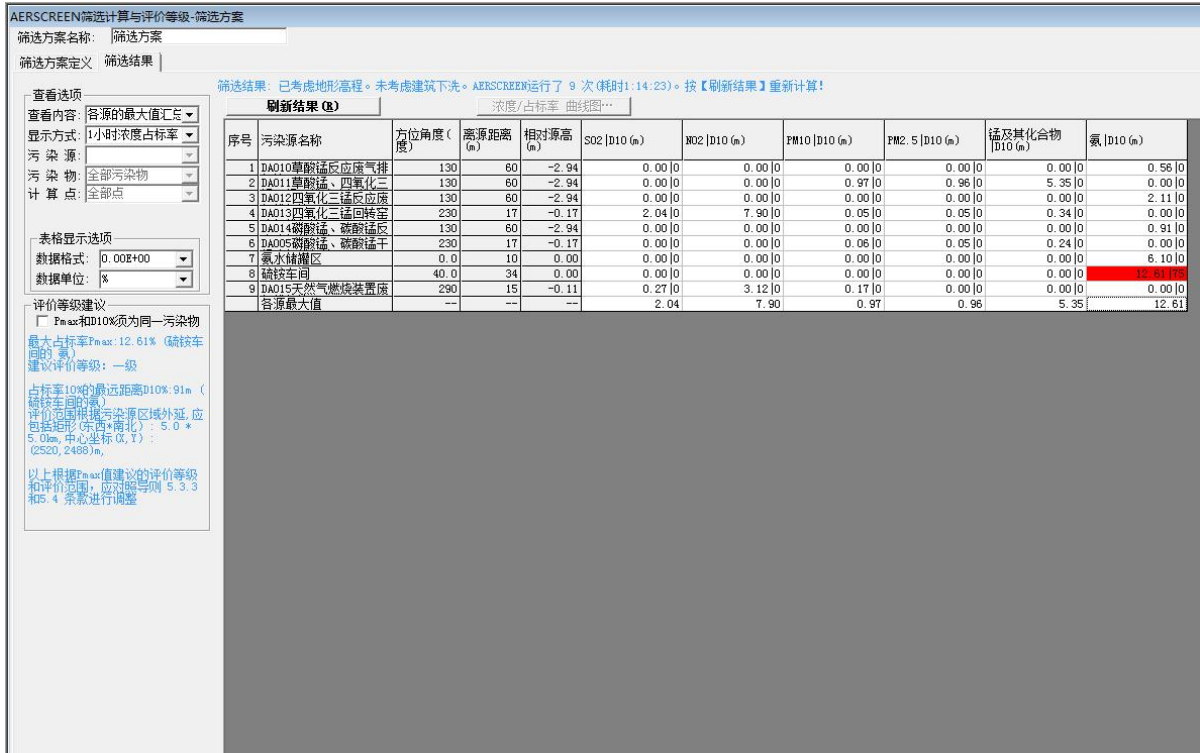 AERSCREEN筛选计算与评价等级-筛选方案
筛选方案名称: 筛选方案
筛选方案定义 筛选结果
筛选结果: 已考虑地形高程。未考虑建筑下洗。AERSCREEN运行了 9 次(耗时1:14:23)。按【刷新结果】重新计算!
刷新结果(R) 浓度/占标率 曲线图…
查看选项
查看内容: 各源的最大值汇总
显示方式: 1小时浓度占标率
污 染 源:
污 染 物: 全部污染物
计 算 点: 全部点
表格显示选项
数据格式: 0.00E+00
数据单位: %
评价等级建议
Pmax和D10%须为同一污染物
最大占标率Pmax:12.61% (硫铵车
间的 氨)
建议评价等级: 一级
占标率10%的最远距离D10%:91m (
硫铵车间的氨)
评价范围根据污染源区域外延,应
包括矩形(东西*南北): 5.0 *
5.0km,中心坐标(X,Y):
(2520,2488)m,
以上根据Pmax值建议的评价等级
和评价范围, 应对照导则 5.3.3
和5.4 条款进行调整
序号 污染源名称 方位角度(度) 离源距离(m) 相对源高(m) SO2|D10(m) NO2|D10(m) PM10|D10(m) PM2.5|D10(m) 锰及其化合物|D10(m) 氨|D10(m)
1 DA010草酸锰反应废气排 130 60 -2.94 0.00|0 0.00|0 0.00|0 0.00|0 0.00|0 0.56|0
2 DA011草酸锰、四氧化三 130 60 -2.94 0.00|0 0.00|0 0.97|0 0.96|0 5.35|0 0.00|0
3 DA012四氧化三锰反应废 130 60 -2.94 0.00|0 0.00|0 0.00|0 0.00|0 0.00|0 2.11|0
4 DA013四氧化三锰回转窑 230 17 -0.17 2.04|0 7.90|0 0.05|0 0.05|0 0.34|0 0.00|0
5 DA014磷酸锰、碳酸锰反 130 60 -2.94 0.00|0 0.00|0 0.00|0 0.00|0 0.00|0 0.91|0
6 DA005磷酸锰、碳酸锰干 230 17 -0.17 0.00|0 0.00|0 0.06|0 0.05|0 0.24|0 0.00|0
7 氨水储罐区 0.0 10 0.00 0.00|0 0.00|0 0.00|0 0.00|0 0.00|0 6.10|0
8 硫铵车间 40.0 34 0.00 0.00|0 0.00|0 0.00|0 0.00|0 0.00|0 12.61|75
9 DA015天然气燃烧装置废 290 15 -0.11 0.27|0 3.12|0 0.17|0 0.00|0 0.00|0 0.00|0
各源最大值 -- -- -- 2.04 7.90 0.97 0.96 5.35 12.61